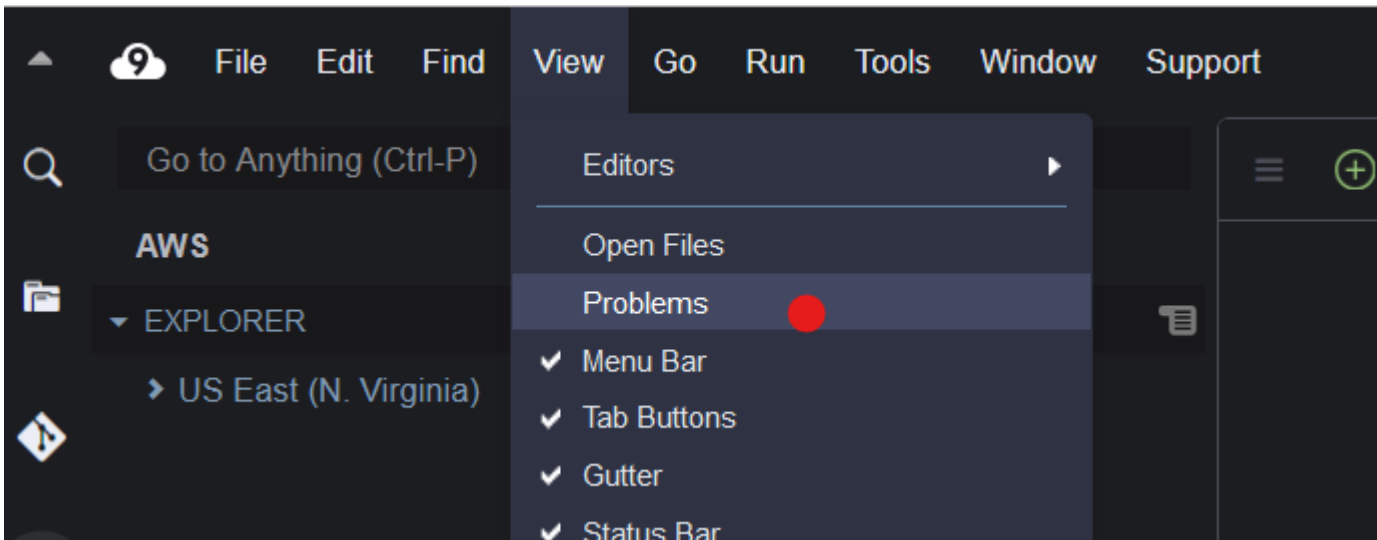 9 File Edit Find View Go Run Tools Window Support
Go to Anything (Ctrl-P)
Editors
AWS
Open Files
EXPLORER
Problems
US East (N. Virginia)
Menu Bar
Tab Buttons
Gutter
Status Bar